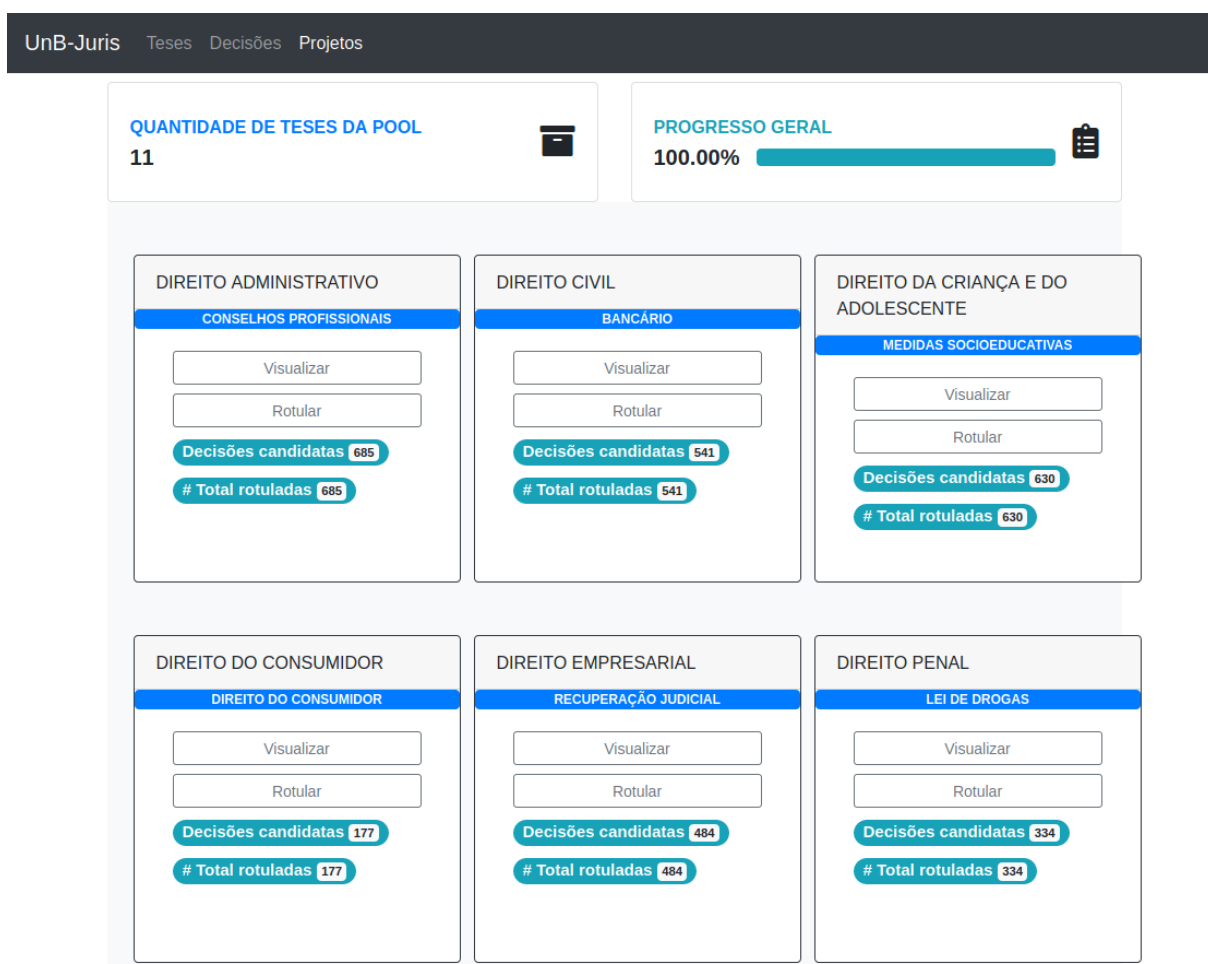 UnB-Juris Teses Decisões Projetos
QUANTIDADE DE TESES DA POOL
11
PROGRESSO GERAL
100.00%
DIREITO ADMINISTRATIVO
CONSELHOS PROFISSIONAIS
Visualizar
Rotular
Decisões candidatas 685
# Total rotuladas 685
DIREITO CIVIL
BANCÁRIO
Visualizar
Rotular
Decisões candidatas 541
# Total rotuladas 541
DIREITO DA CRIANÇA E DO
ADOLESCENTE
MEDIDAS SOCIOEDUCATIVAS
Visualizar
Rotular
Decisões candidatas 630
# Total rotuladas 630
DIREITO DO CONSUMIDOR
DIREITO DO CONSUMIDOR
Visualizar
Rotular
Decisões candidatas 177
# Total rotuladas 177
DIREITO EMPRESARIAL
RECUPERAÇÃO JUDICIAL
Visualizar
Rotular
Decisões candidatas 484
# Total rotuladas 484
DIREITO PENAL
LEI DE DROGAS
Visualizar
Rotular
Decisões candidatas 334
# Total rotuladas 334